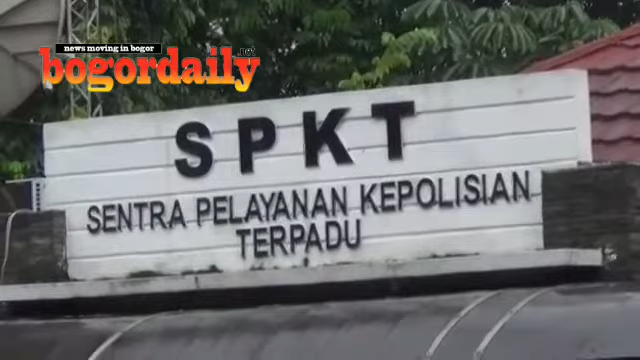 news moving in bogor
bogordaily.net
SPKT
SENTRA PELAYANAN KEPOLISIAN
TERPADU